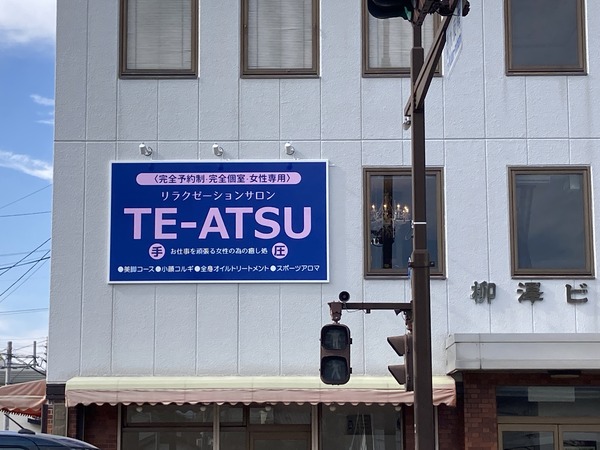 〈完全予約制・完全個室・女性専用〉
リラクゼーションサロン
TE-ATSU
手 お仕事を頑張る女性の為の癒し処 圧
●美脚コース●小顔コルギ●全身オイルトリートメント●スポーツアロマ
柳澤ビ